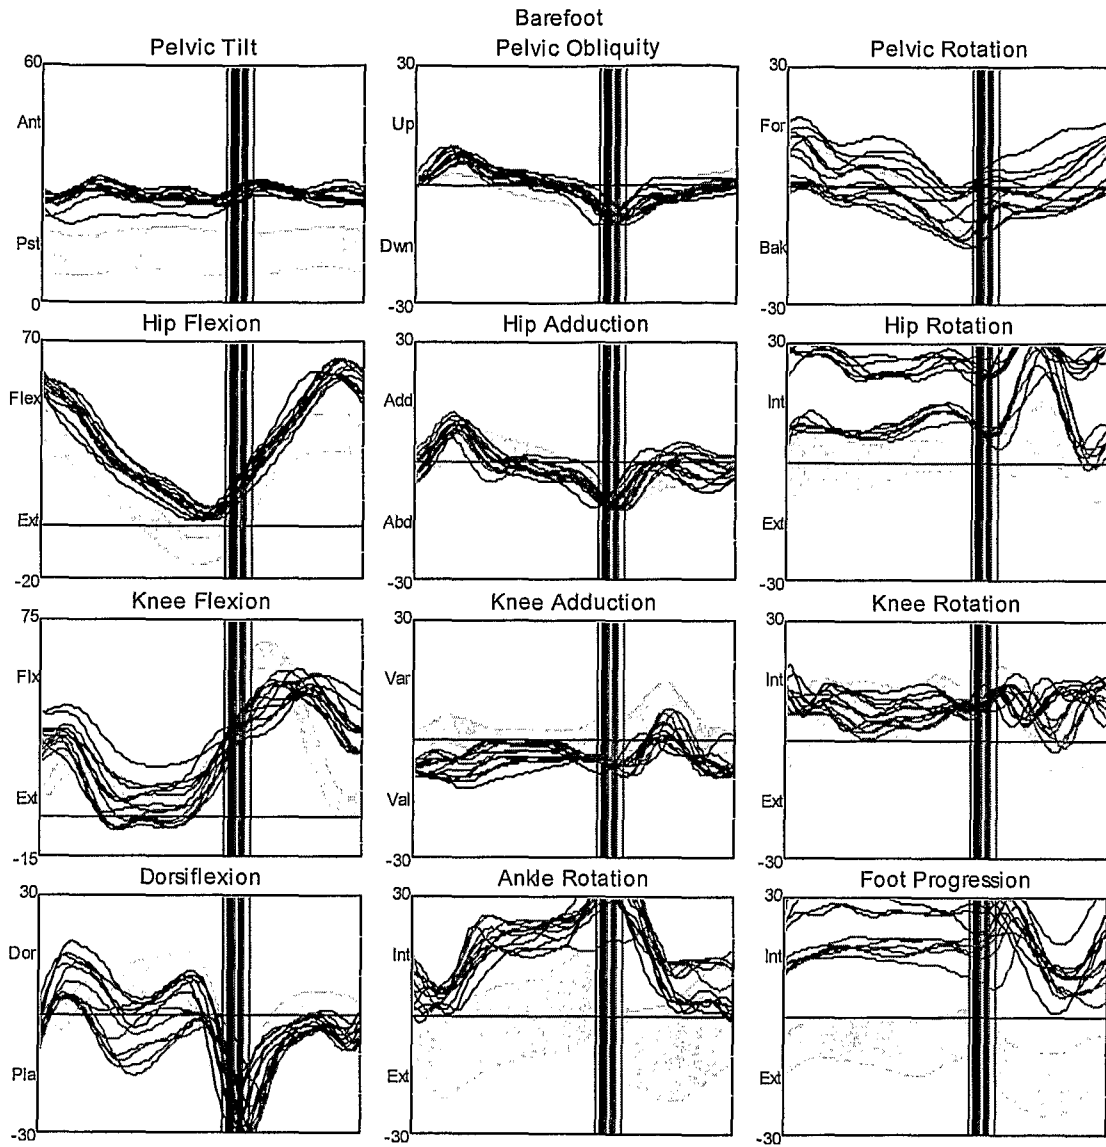 Barefoot
Pelvic Tilt
60
Ant
Pst
0
Pelvic Obliquity
30
Up
Dwn
-30
Pelvic Rotation
30
For
Bak
-30
Hip Flexion
70
Flex
Ext
-20
Hip Adduction
30
Add
Abd
-30
Hip Rotation
30
Int
Ext
-30
Knee Flexion
75
Flx
Ext
-15
Knee Adduction
30
Var
Val
-30
Knee Rotation
30
Int
Ext
-30
Dorsiflexion
30
Dor
Pla
-30
Ankle Rotation
30
Int
Ext
-30
Foot Progression
30
Int
Ext
-30